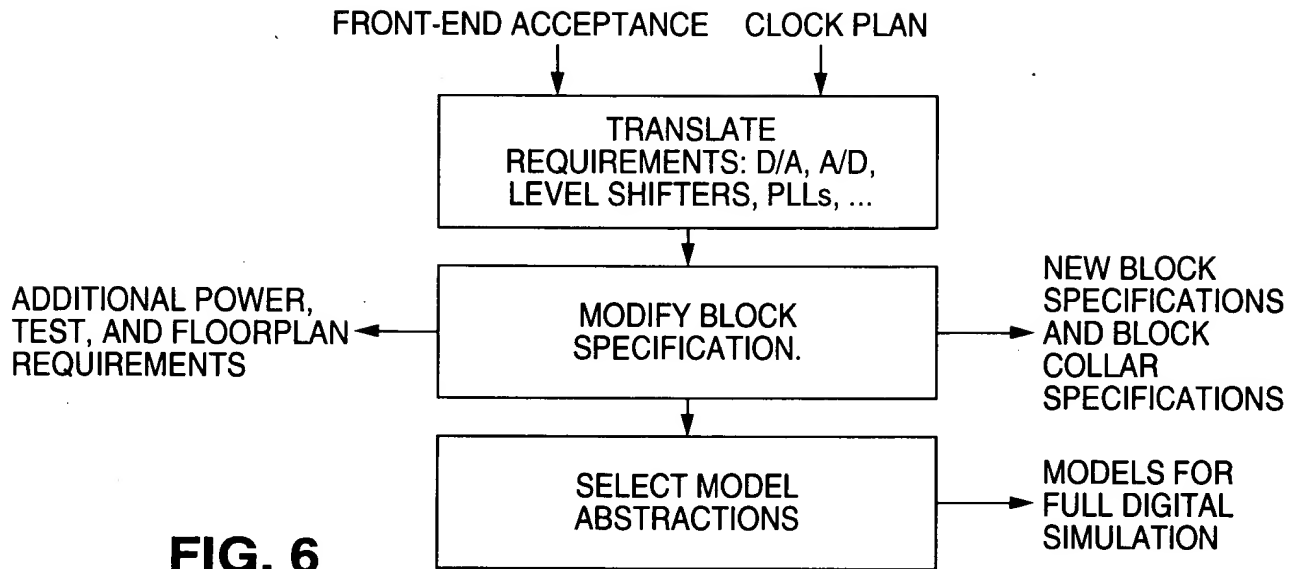 FRONT-END ACCEPTANCE CLOCK PLAN
TRANSLATE
REQUIREMENTS: D/A, A/D,
LEVEL SHIFTERS, PLLs, ...
ADDITIONAL POWER,
TEST, AND FLOORPLAN
REQUIREMENTS
MODIFY BLOCK
SPECIFICATION.
NEW BLOCK
SPECIFICATIONS
AND BLOCK
COLLAR
SPECIFICATIONS
SELECT MODEL
ABSTRACTIONS
MODELS FOR
FULL DIGITAL
SIMULATION
FIG. 6